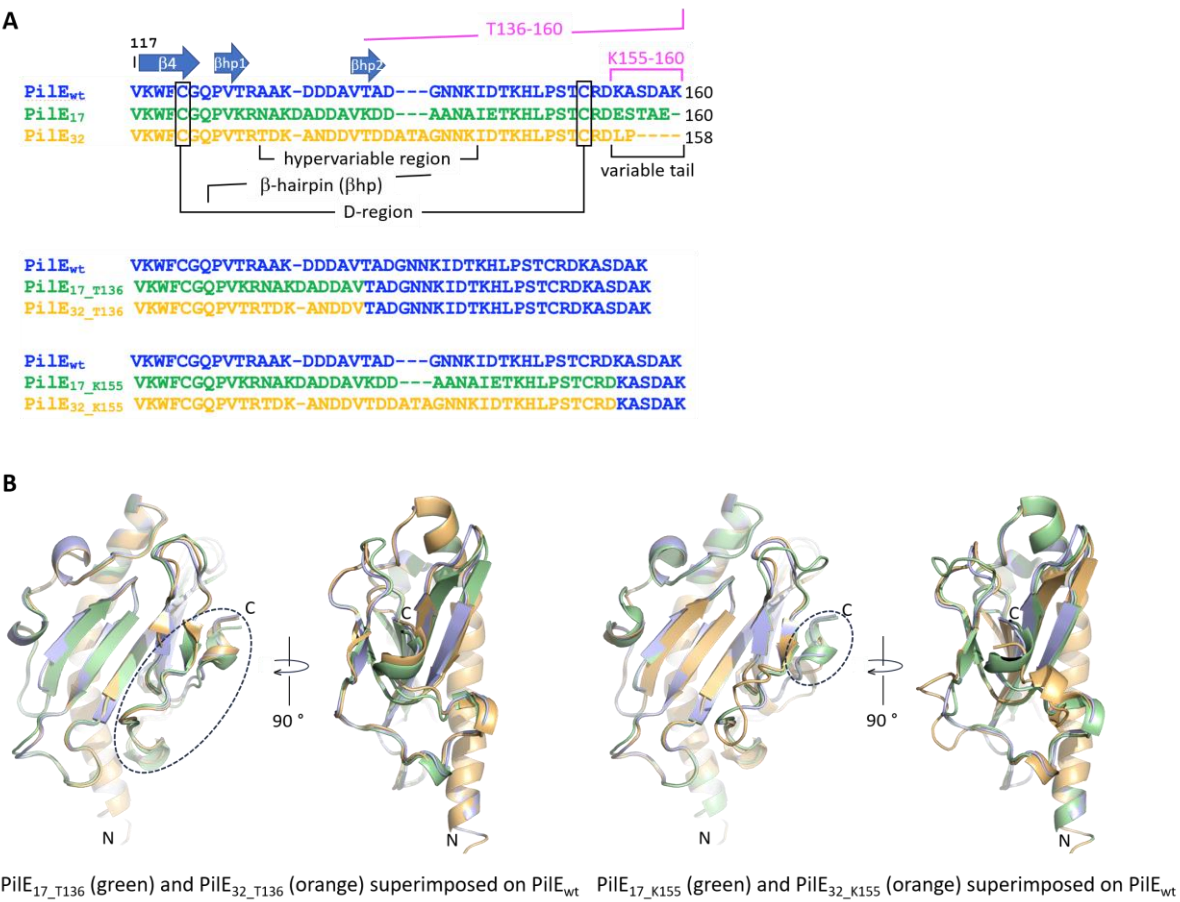 A
T136-160
117
β4 βhp1 βhp2 K155-160
PilEwt VKWFCGQPVTRAAK-DDDAVTAD---GNNKIDTKHLPSTCRDKASDAK 160
PilE17 VKWFCGQPVKRNAKDADDAVKDD---AANAIETKHLPSTCRDESTAE- 160
PilE32 VKWFCGQPVTRTDK-ANDDVTDDATAGNNKIDTKHLPSTCRDLP---- 158
hypervariable region
variable tail
β-hairpin (βhp)
D-region
PilEwt VKWFCGQPVTRAAK-DDDAVTADGNNKIDTKHLPSTCRDKASDAK
PilE17_T136 VKWFCGQPVKRNAKDADDAVTADGNNKIDTKHLPSTCRDKASDAK
PilE32_T136 VKWFCGQPVTRTDK-ANDDVTADGNNKIDTKHLPSTCRDKASDAK
PilEwt VKWFCGQPVTRAAK-DDDAVTAD---GNNKIDTKHLPSTCRDKASDAK
PilE17_K155 VKWFCGQPVKRNAKDADDAVKDD---AANAIETKHLPSTCRDKASDAK
PilE32_K155 VKWFCGQPVTRTDK-ANDDVTDDATAGNNKIDTKHLPSTCRDKASDAK
B
C C C C
90 ° 90 °
N N N N
PilE17_T136 (green) and PilE32_T136 (orange) superimposed on PilEwt
PilE17_K155 (green) and PilE32_K155 (orange) superimposed on PilEwt